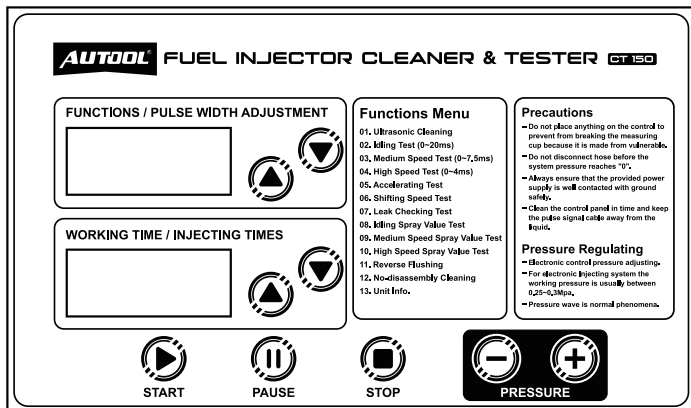 AUTOOL® FUEL INJECTOR CLEANER & TESTER CT 150
FUNCTIONS / PULSE WIDTH ADJUSTMENT
WORKING TIME / INJECTING TIMES
Functions Menu
01. Ultrasonic Cleaning
02. Idling Test (0~20ms)
03. Medium Speed Test (0~7.5ms)
04. High Speed Test (0~4ms)
05. Accelerating Test
06. Shifting Speed Test
07. Leak Checking Test
08. Idling Spray Value Test
09. Medium Speed Spray Value Test
10. High Speed Spray Value Test
11. Reverse Flushing
12. No-disassembly Cleaning
13. Unit Info.
Precautions
– Do not place anything on the control to
prevent from breaking the measuring
cup because it is made from vulnerable.
– Do not disconnect hose before the
system pressure reaches "0".
– Always ensure that the provided power
supply is well contacted with ground
safely.
– Clean the control panel in time and keep
the pulse signal cable away from the
liquid.
Pressure Regulating
– Electronic control pressure adjusting.
– For electronic injecting system the
working pressure is usually between
0.25~0.3Mpa.
– Pressure wave is normal phenomena.
START
PAUSE
STOP
PRESSURE